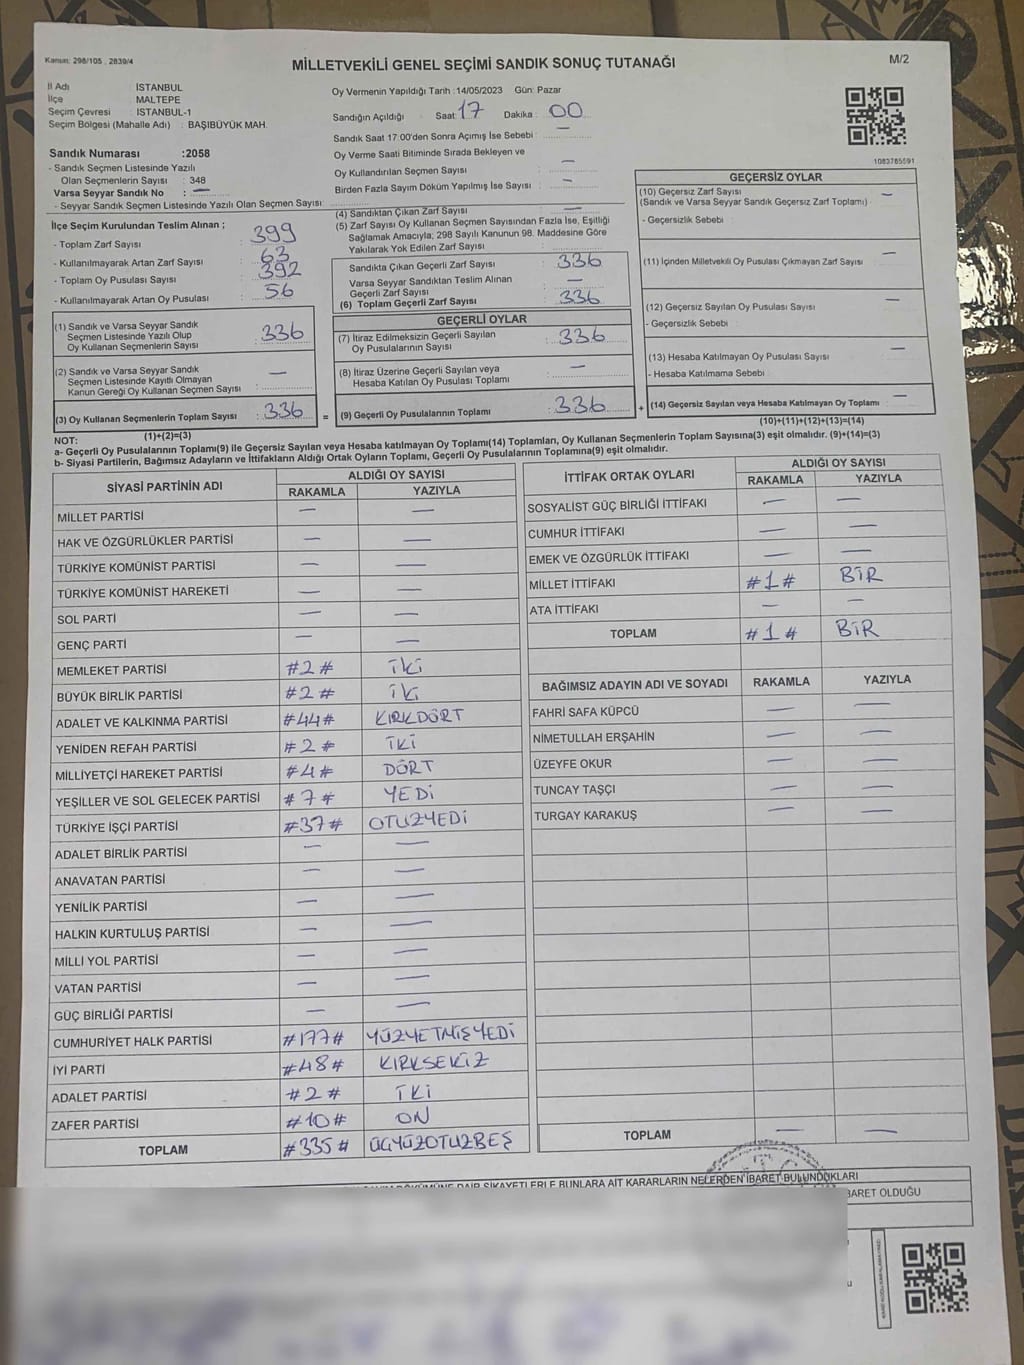 Kanun: 298/105 , 2839/4
MİLLETVEKİLİ GENEL SEÇİMİ SANDIK SONUÇ TUTANAĞI
M/2
İl Adı İSTANBUL
İlçe MALTEPE
Seçim Çevresi : İSTANBUL-1
Seçim Bölgesi (Mahalle Adı) : BAŞIBÜYÜK MAH.
Sandık Numarası :2058
- Sandık Seçmen Listesinde Yazılı
Olan Seçmenlerin Sayısı : 348
Varsa Seyyar Sandık No : —
- Seyyar Sandık Seçmen Listesinde Yazılı Olan Seçmen Sayısı :
Oy Vermenin Yapıldığı Tarih :14/05/2023 Gün: Pazar
Sandığın Açıldığı Saat: 17 Dakika : 00
Sandık Saat 17:00'den Sonra Açımış İse Sebebi : —
Oy Verme Saati Bitiminde Sırada Bekleyen ve
Oy Kullandırılan Seçmen Sayısı : —
Birden Fazla Sayım Döküm Yapılmış İse Sayısı : —
1083765591
İlçe Seçim Kurulundan Teslim Alınan ;
- Toplam Zarf Sayısı : 399
- Kullanılmayarak Artan Zarf Sayısı : 63
- Toplam Oy Pusulası Sayısı : 392
- Kullanılmayarak Artan Oy Pusulası : 56
(1) Sandık ve Varsa Seyyar Sandık
Seçmen Listesinde Yazılı Olup
Oy Kullanan Seçmenlerin Sayısı : 336
(2) Sandık ve Varsa Seyyar Sandık
Seçmen Listesinde Kayıtlı Olmayan
Kanun Gereği Oy Kullanan Seçmen Sayısı : —
(3) Oy Kullanan Seçmenlerin Toplam Sayısı : 336
(1)+(2)=(3)
(4) Sandıktan Çıkan Zarf Sayısı : —
(5) Zarf Sayısı Oy Kullanan Seçmen Sayısından Fazla İse, Eşitliği
Sağlamak Amacıyla; 298 Sayılı Kanunun 98. Maddesine Göre
Yakılarak Yok Edilen Zarf Sayısı :
Sandıkta Çıkan Geçerli Zarf Sayısı : 336
Varsa Seyyar Sandıktan Teslim Alınan
Geçerli Zarf Sayısı : —
(6) Toplam Geçerli Zarf Sayısı : 336
GEÇERLİ OYLAR
(7) İtiraz Edilmeksizin Geçerli Sayılan
Oy Pusulalarının Sayısı : 336
(8) İtiraz Üzerine Geçerli Sayılan veya
Hesaba Katılan Oy Pusulası Toplamı : —
= (9) Geçerli Oy Pusulalarının Toplamı : 336 +
GEÇERSİZ OYLAR
(10) Geçersiz Zarf Sayısı
(Sandık ve Varsa Seyyar Sandık Geçersiz Zarf Toplamı) : —
- Geçersizlik Sebebi :
(11) İçinden Milletvekili Oy Pusulası Çıkmayan Zarf Sayısı : —
(12) Geçersiz Sayılan Oy Pusulası Sayısı : —
- Geçersizlik Sebebi :
(13) Hesaba Katılmayan Oy Pusulası Sayısı : —
- Hesaba Katılmama Sebebi :
(14) Geçersiz Sayılan veya Hesaba Katılmayan Oy Toplamı : —
(10)+(11)+(12)+(13)=(14)
NOT:
a- Geçerli Oy Pusulalarının Toplamı(9) ile Geçersiz Sayılan veya Hesaba katılmayan Oy Toplamı(14) Toplamları, Oy Kullanan Seçmenlerin Toplam Sayısına(3) eşit olmalıdır. (9)+(14)=(3)
b- Siyasi Partilerin, Bağımsız Adayların ve İttifakların Aldığı Oyların Toplamı, Geçerli Oy Pusulalarının Toplamına(9) eşit olmalıdır.
SİYASİ PARTİNİN ADI ALDIĞI OY SAYISI
RAKAMLA YAZIYLA
MİLLET PARTİSİ — —
HAK VE ÖZGÜRLÜKLER PARTİSİ — —
TÜRKİYE KOMÜNİST PARTİSİ — —
TÜRKİYE KOMÜNİST HAREKETİ — —
SOL PARTİ — —
GENÇ PARTİ — —
MEMLEKET PARTİSİ #2# İKİ
BÜYÜK BİRLİK PARTİSİ #2# İKİ
ADALET VE KALKINMA PARTİSİ #44# KIRKDÖRT
YENİDEN REFAH PARTİSİ #2# İKİ
MİLLİYETÇİ HAREKET PARTİSİ #4# DÖRT
YEŞİLLER VE SOL GELECEK PARTİSİ #7# YEDİ
TÜRKİYE İŞÇİ PARTİSİ #37# OTUZYEDİ
ADALET BİRLİK PARTİSİ — —
ANAVATAN PARTİSİ — —
YENİLİK PARTİSİ — —
HALKIN KURTULUŞ PARTİSİ — —
MİLLİ YOL PARTİSİ — —
VATAN PARTİSİ — —
GÜÇ BİRLİĞİ PARTİSİ — —
CUMHURİYET HALK PARTİSİ #177# YÜZYETMİŞYEDİ
İYİ PARTİ #48# KIRKSEKİZ
ADALET PARTİSİ #2# İKİ
ZAFER PARTİSİ #10# ON
TOPLAM #335# ÜÇYÜZOTUZBEŞ
İTTİFAK ORTAK OYLARI ALDIĞI OY SAYISI
RAKAMLA YAZIYLA
SOSYALİST GÜÇ BİRLİĞİ İTTİFAKI — —
CUMHUR İTTİFAKI — —
EMEK VE ÖZGÜRLÜK İTTİFAKI — —
MİLLET İTTİFAKI #1# BİR
ATA İTTİFAKI — —
TOPLAM #1# BİR
BAĞIMSIZ ADAYIN ADI VE SOYADI RAKAMLA YAZIYLA
FAHRİ SAFA KÜPCÜ — —
NİMETULLAH ERŞAHİN — —
ÜZEYFE OKUR — —
TUNCAY TAŞÇI — —
TURGAY KARAKUŞ — —
TOPLAM — —
DÖKÜMÜNE DAİR ŞİKAYETLERLE BUNLARA AİT KARARLARIN NELERDEN İBARET BULUNDUKLARI
BARET OLDUĞU